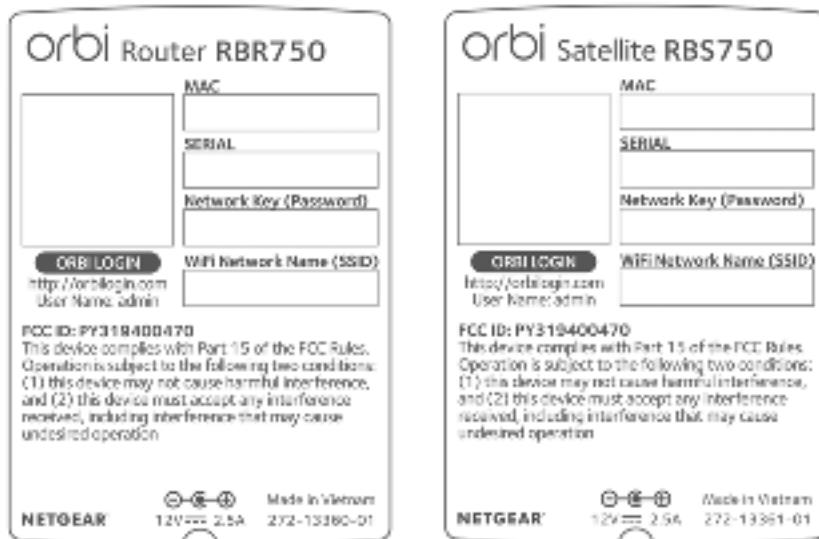 orbi Router RBR750
MAC
SERIAL
Network Key (Password)
WiFi Network Name (SSID)
ORBI LOGIN
http://orbilogin.com
User Name: admin
FCC ID: PY319400470
This device complies with Part 15 of the FCC Rules.
Operation is subject to the following two conditions:
(1) this device may not cause harmful interference,
and (2) this device must accept any interference
received, including interference that may cause
undesired operation
NETGEAR
12V 2.5A
Made in Vietnam
272-13360-01
orbi Satellite RBS750
MAC
SERIAL
Network Key (Password)
WiFi Network Name (SSID)
ORBI LOGIN
http://orbilogin.com
User Name: admin
FCC ID: PY319400470
This device complies with Part 15 of the FCC Rules.
Operation is subject to the following two conditions:
(1) this device may not cause harmful interference,
and (2) this device must accept any interference
received, including interference that may cause
undesired operation
NETGEAR
12V 2.5A
Made in Vietnam
272-13361-01